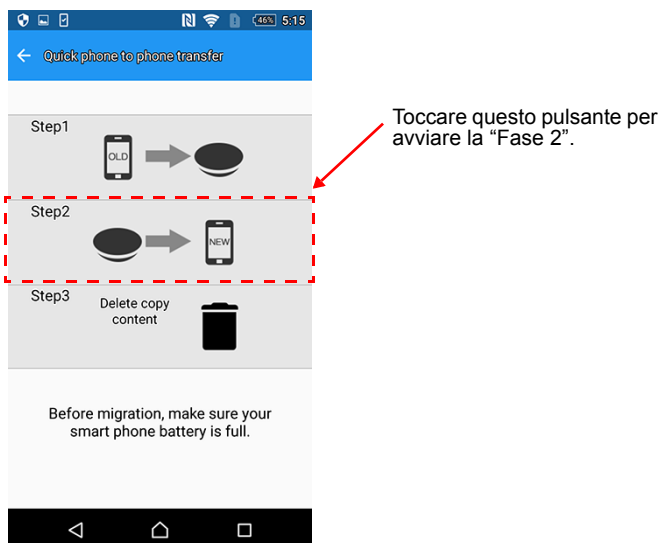 46% 5:15
Quick phone to phone transfer
Step1
OLD
Toccare questo pulsante per
avviare la “Fase 2”.
Step2
NEW
Step3
Delete copy
content
Before migration, make sure your
smart phone battery is full.